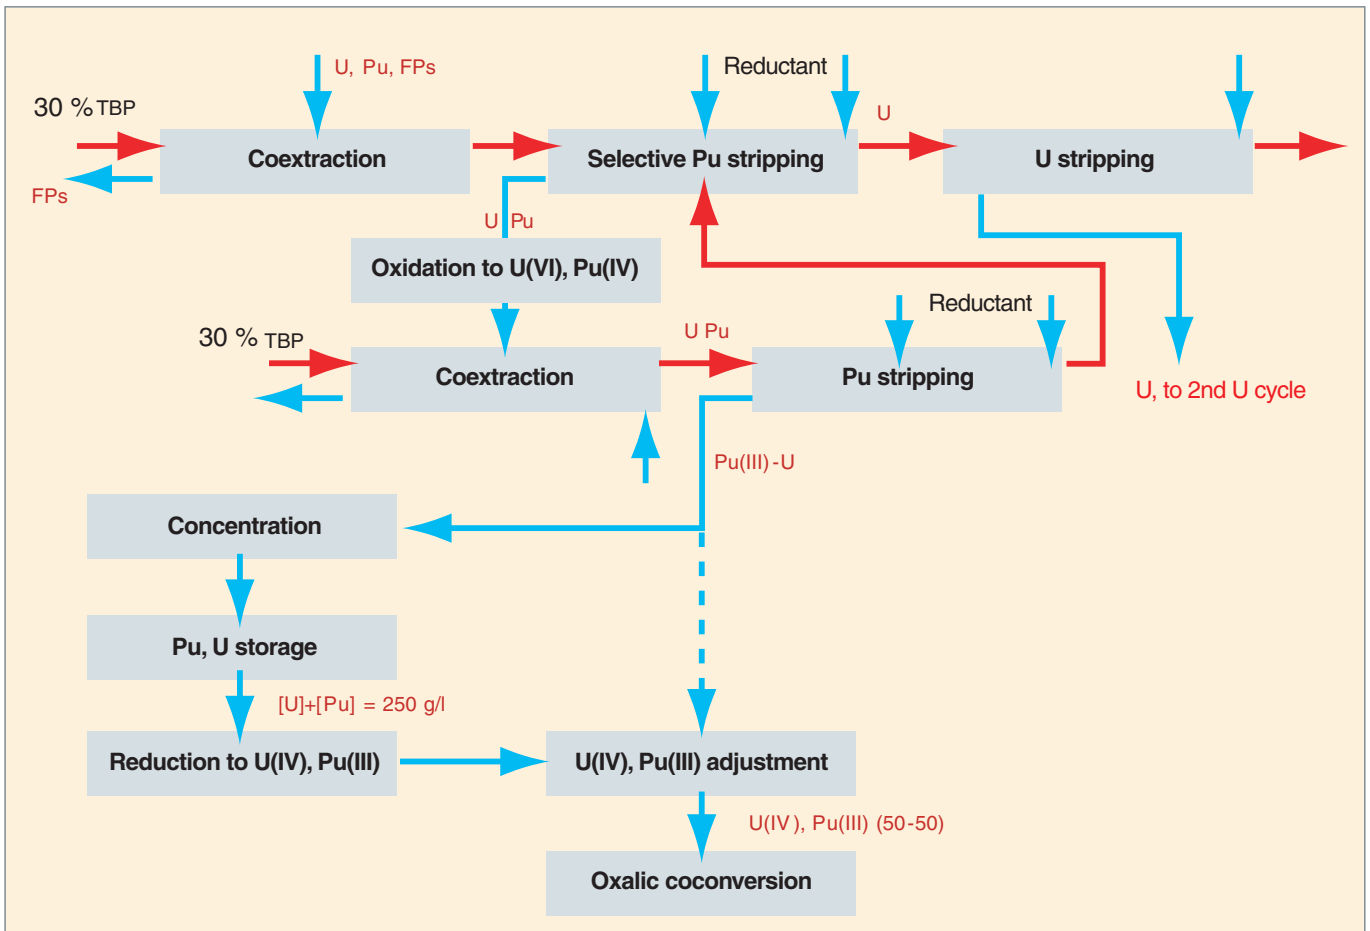 U, Pu, FPs
Reductant
30 % TBP
U
Coextraction
Selective Pu stripping
U stripping
FPs
U Pu
Oxidation to U(VI), Pu(IV)
Reductant
30 % TBP
U Pu
Coextraction
Pu stripping
U, to 2nd U cycle
Pu(III)-U
Concentration
Pu, U storage
[U]+[Pu] = 250 g/l
Reduction to U(IV), Pu(III)
U(IV), Pu(III) adjustment
U(IV), Pu(III) (50-50)
Oxalic coconversion